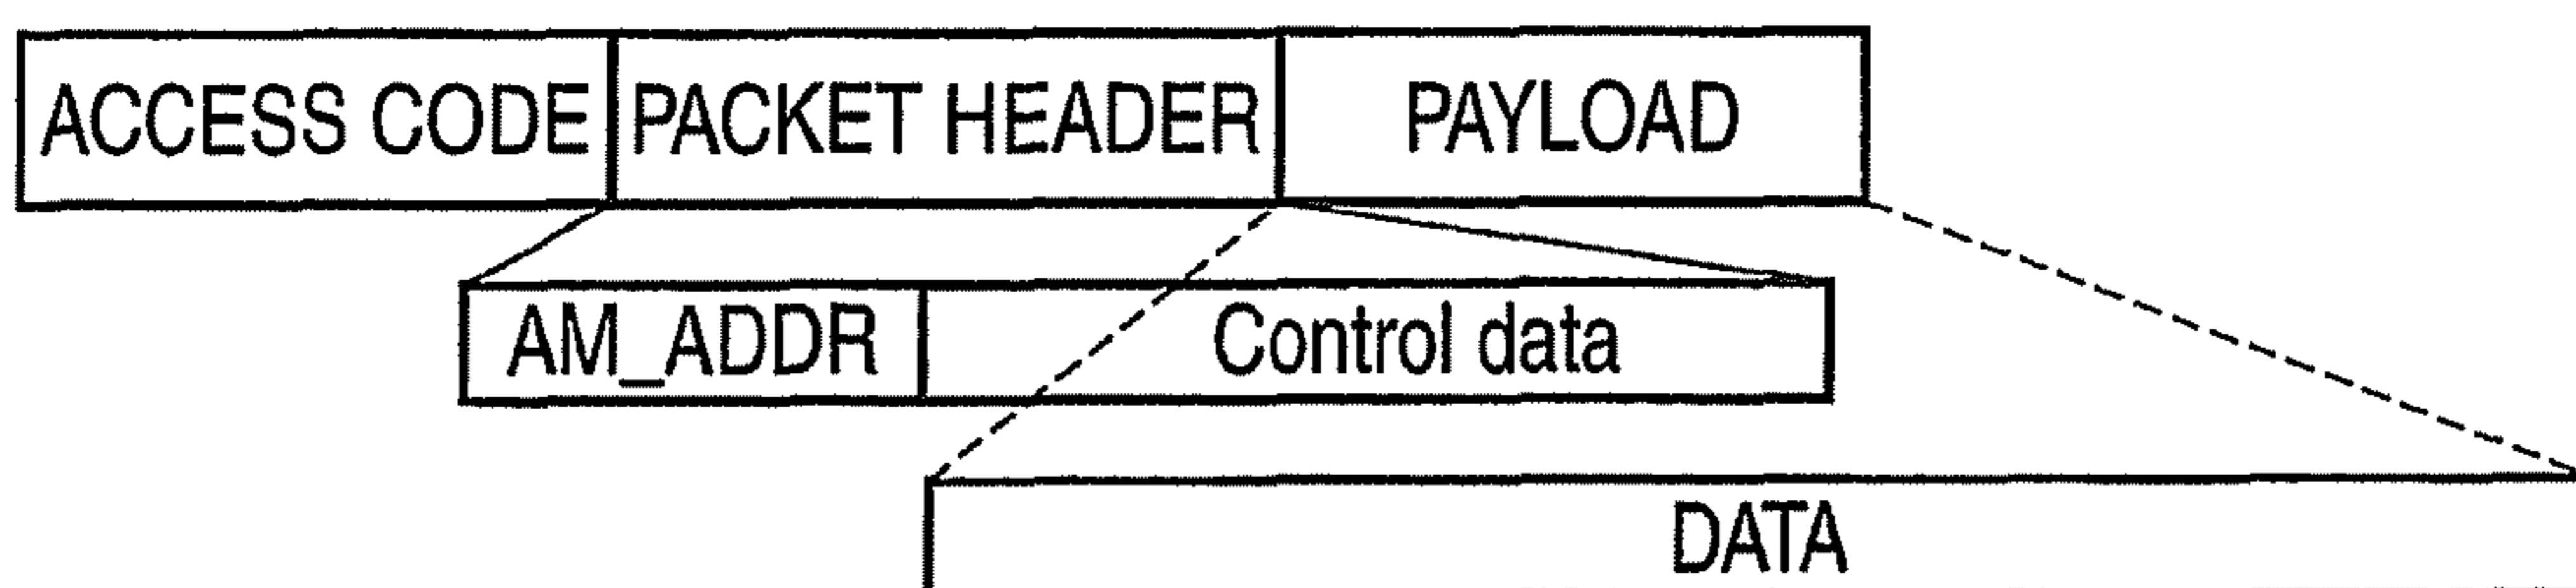 ACCESS CODE PACKET HEADER PAYLOAD
AM_ADDR Control data
DATA